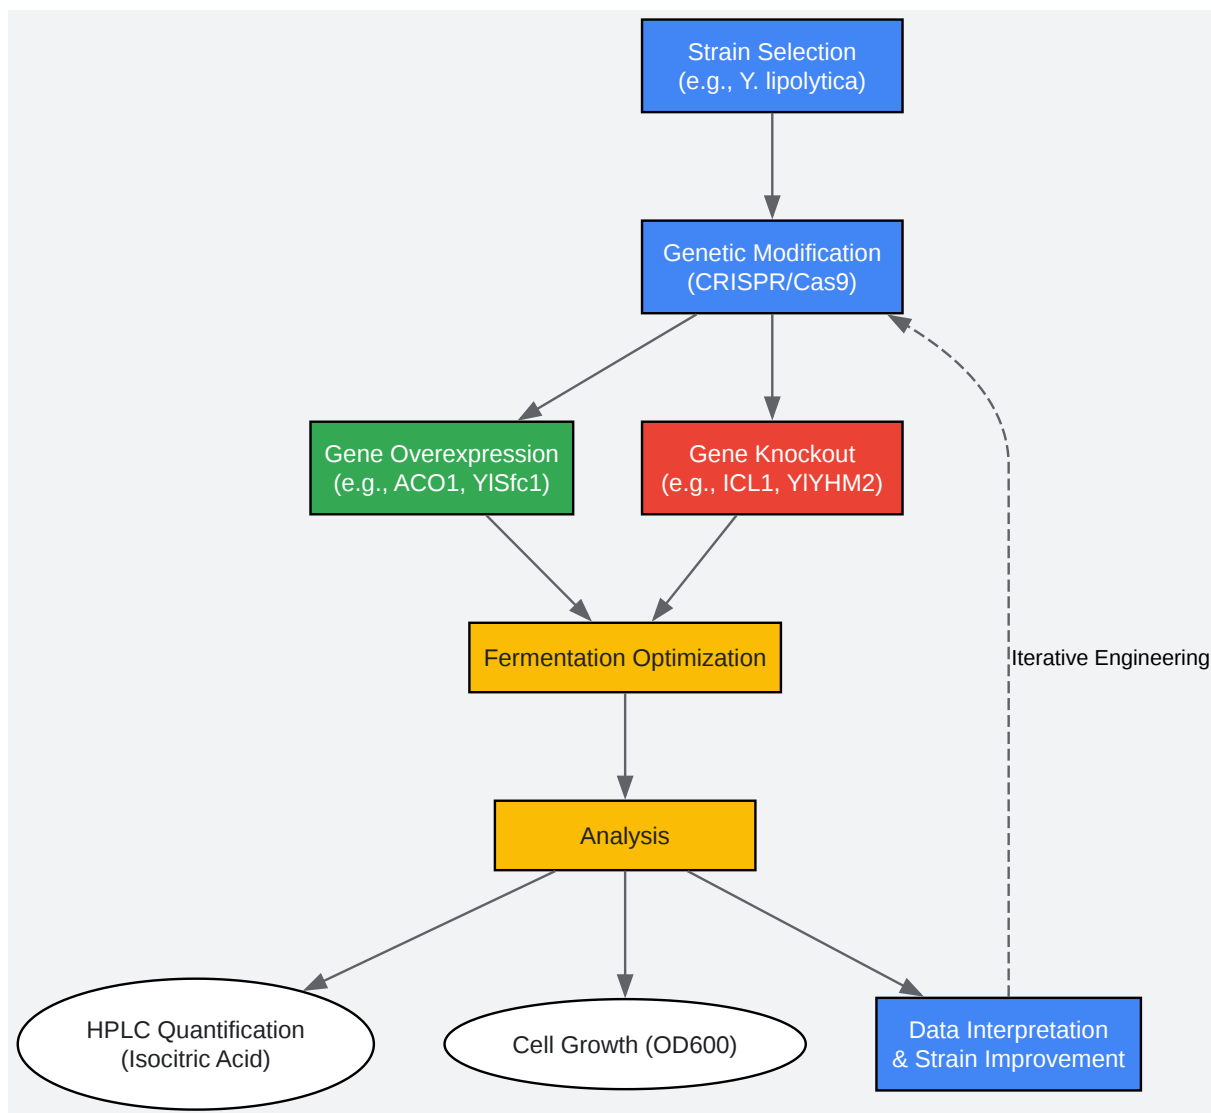 Strain Selection
(e.g., Y. lipolytica)
Genetic Modification
(CRISPR/Cas9)
Gene Overexpression
(e.g., ACO1, YlSfc1)
Gene Knockout
(e.g., ICL1, YlYHM2)
Fermentation Optimization
Iterative Engineering
Analysis
HPLC Quantification
(Isocitric Acid)
Cell Growth (OD600)
Data Interpretation
& Strain Improvement